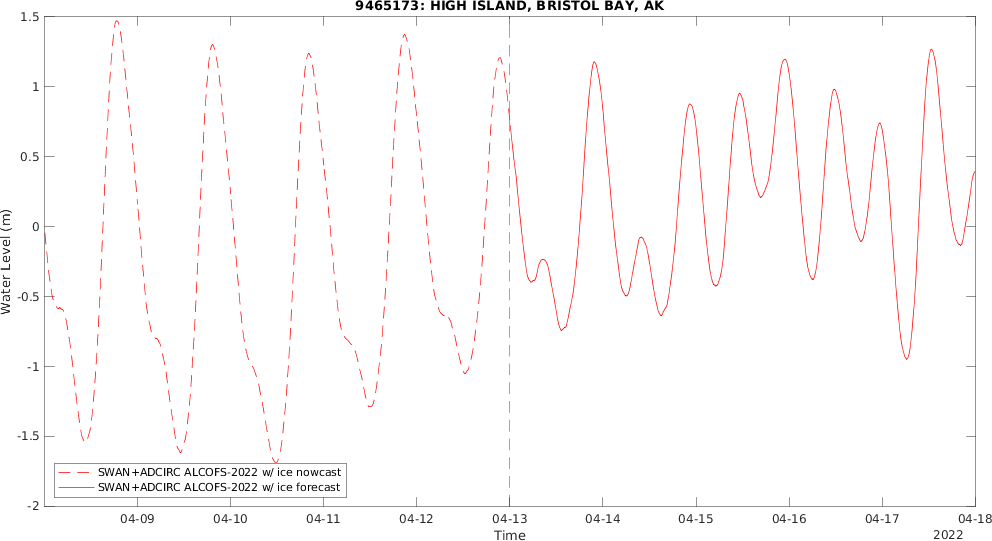 9465173: HIGH ISLAND, BRISTOL BAY, AK
Water Level (m)
1.5
1
0.5
0
-0.5
-1
-1.5
-2
SWAN+ADCIRC ALCOFS-2022 w/ ice nowcast
SWAN+ADCIRC ALCOFS-2022 w/ ice forecast
04-09 04-10 04-11 04-12 04-13 04-14 04-15 04-16 04-17 04-18
Time
2022